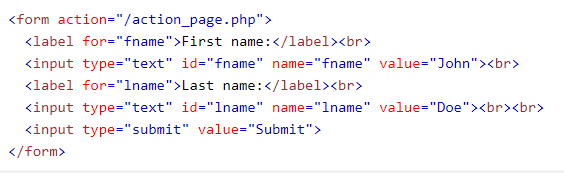 <form action="/action_page.php">
  <label for="fname">First name:</label><br>
  <input type="text" id="fname" name="fname" value="John"><br>
  <label for="lname">Last name:</label><br>
  <input type="text" id="lname" name="lname" value="Doe"><br><br>
  <input type="submit" value="Submit">
</form>